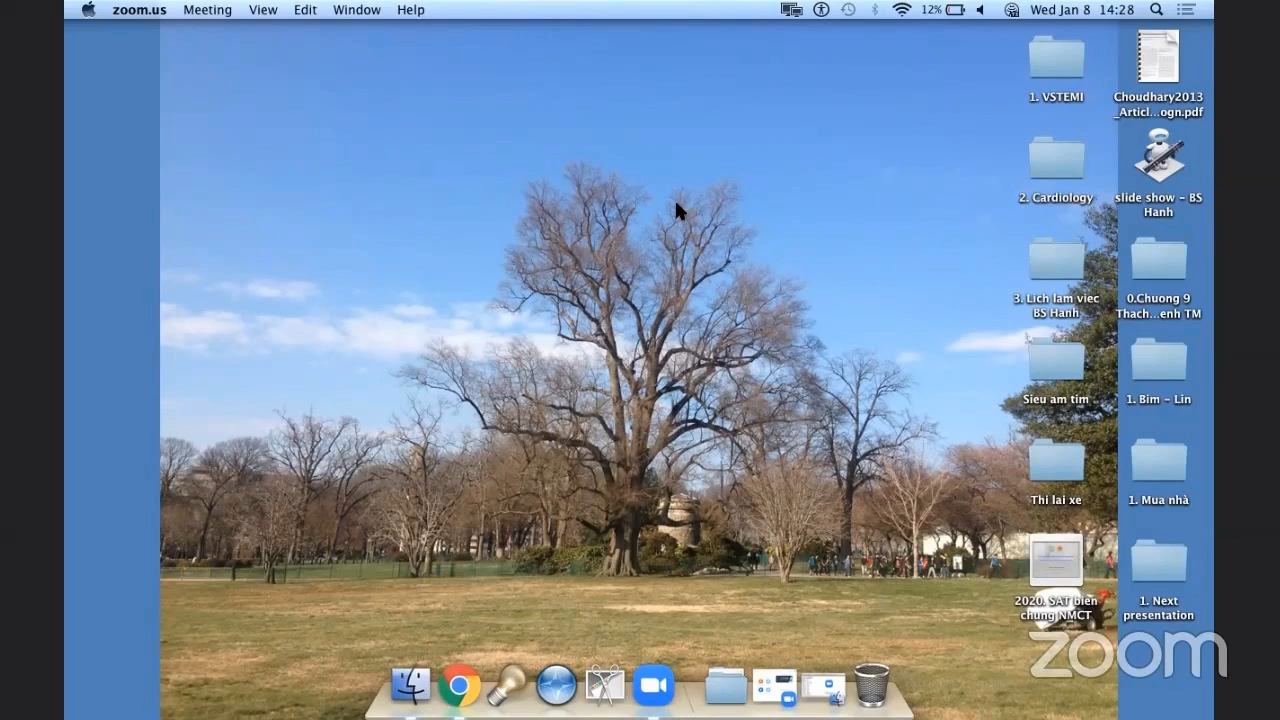 zoom.us Meeting View Edit Window Help 12% Wed Jan 8 14:28
1. VSTEMI
Choudhary2013
_Articl...ogn.pdf
2. Cardiology
slide show - BS
Hanh
3. Lich lam viec
BS Hanh
0.Chuong 9
Thach...enh TM
Sieu am tim
1. Bim - Lin
Thi lai xe
1. Mua nhà
2020. SAT bien
chung NMCT
1. Next
presentation
zoom